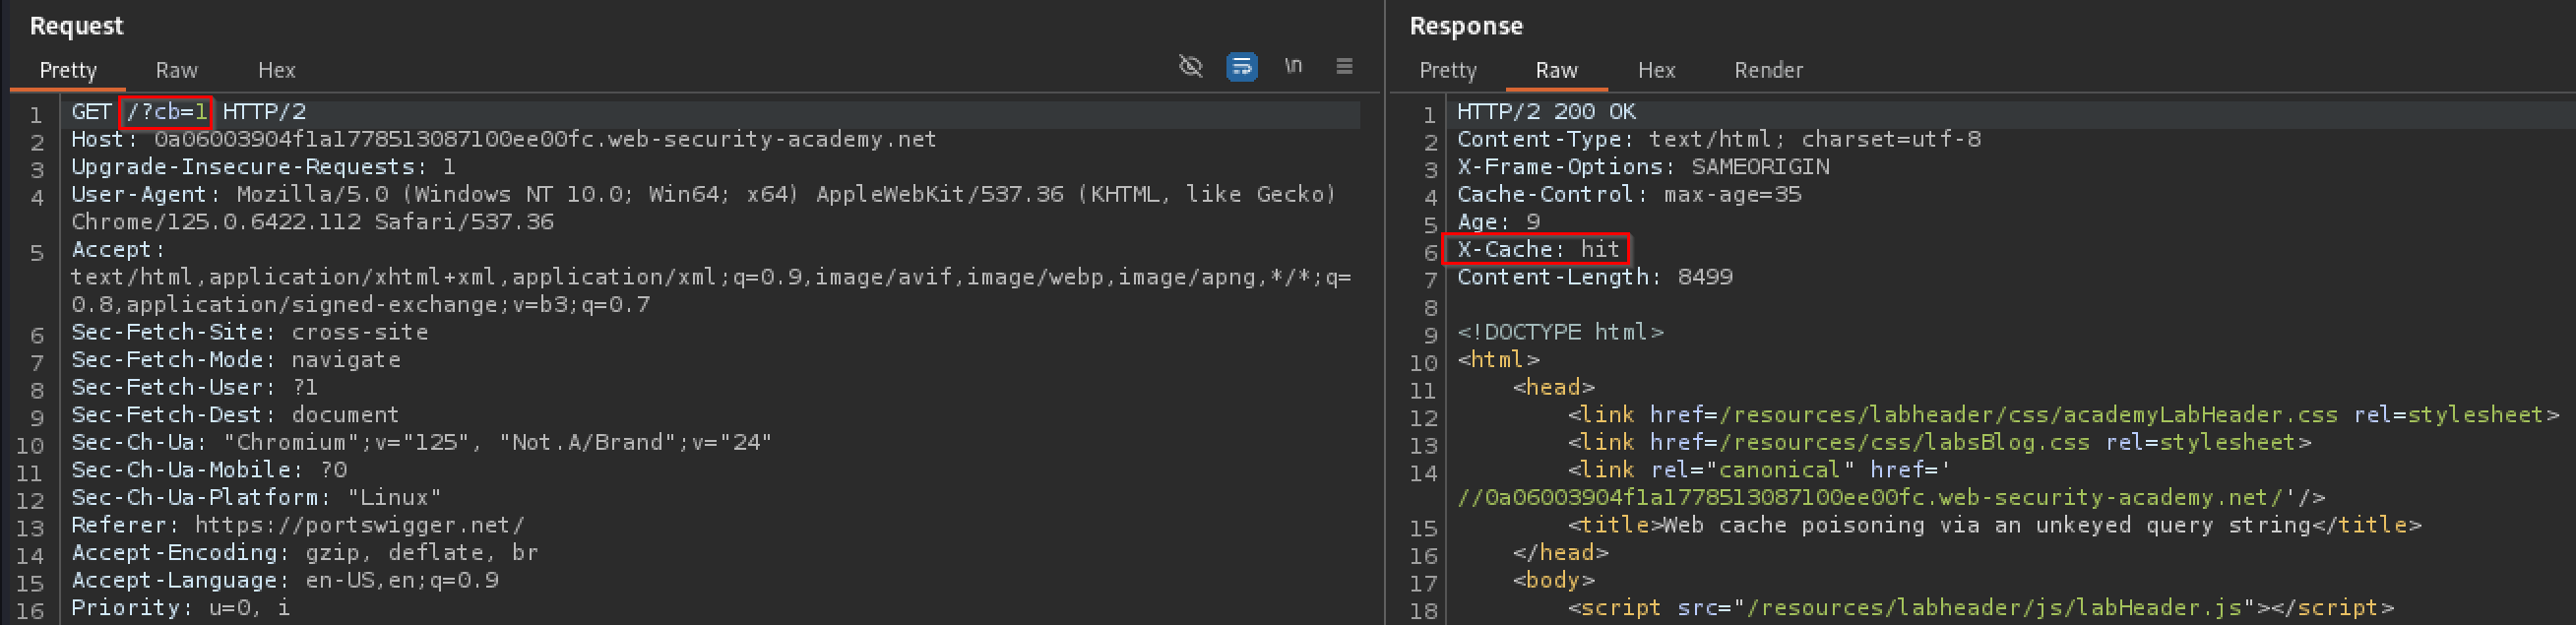 Request
Pretty Raw Hex \n
1 GET /?cb=1 HTTP/2
2 Host: 0a06003904f1a1778513087100ee00fc.web-security-academy.net
3 Upgrade-Insecure-Requests: 1
4 User-Agent: Mozilla/5.0 (Windows NT 10.0; Win64; x64) AppleWebKit/537.36 (KHTML, like Gecko)
Chrome/125.0.6422.112 Safari/537.36
5 Accept:
text/html,application/xhtml+xml,application/xml;q=0.9,image/avif,image/webp,image/apng,*/*;q=
0.8,application/signed-exchange;v=b3;q=0.7
6 Sec-Fetch-Site: cross-site
7 Sec-Fetch-Mode: navigate
8 Sec-Fetch-User: ?1
9 Sec-Fetch-Dest: document
10 Sec-Ch-Ua: "Chromium";v="125", "Not.A/Brand";v="24"
11 Sec-Ch-Ua-Mobile: ?0
12 Sec-Ch-Ua-Platform: "Linux"
13 Referer: https://portswigger.net/
14 Accept-Encoding: gzip, deflate, br
15 Accept-Language: en-US,en;q=0.9
16 Priority: u=0, i
Response
Pretty Raw Hex Render
1 HTTP/2 200 OK
2 Content-Type: text/html; charset=utf-8
3 X-Frame-Options: SAMEORIGIN
4 Cache-Control: max-age=35
5 Age: 9
6 X-Cache: hit
7 Content-Length: 8499
8
9 <!DOCTYPE html>
10 <html>
11 <head>
12 <link href=/resources/labheader/css/academyLabHeader.css rel=stylesheet>
13 <link href=/resources/css/labsBlog.css rel=stylesheet>
14 <link rel="canonical" href='
//0a06003904f1a1778513087100ee00fc.web-security-academy.net/'/>
15 <title>Web cache poisoning via an unkeyed query string</title>
16 </head>
17 <body>
18 <script src="/resources/labheader/js/labHeader.js"></script>